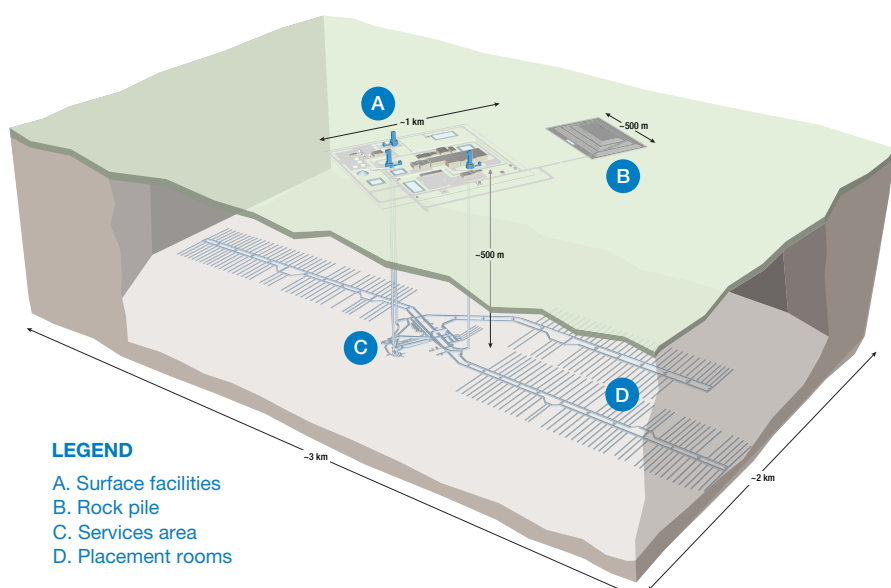 A
~1 km
~500 m
B
~500 m
C
D
LEGEND
A. Surface facilities
B. Rock pile
C. Services area
D. Placement rooms
~3 km
~2 km